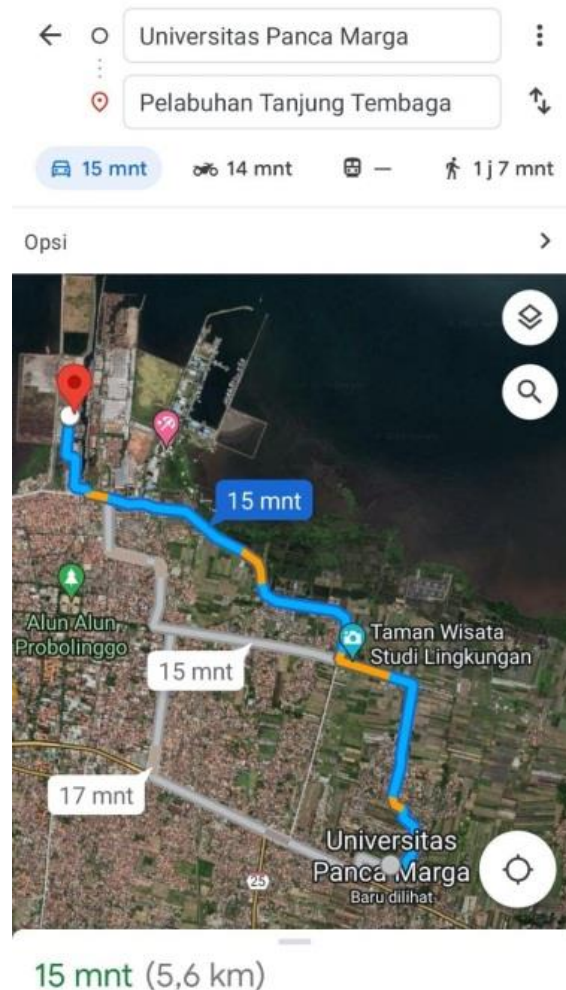 Universitas Panca Marga
Pelabuhan Tanjung Tembaga
15 mnt
14 mnt
—
1 j 7 mnt
Opsi
15 mnt
Alun Alun
Probolinggo
Taman Wisata
Studi Lingkungan
15 mnt
17 mnt
Universitas
Panca Marga
Baru dilihat
25
15 mnt (5,6 km)